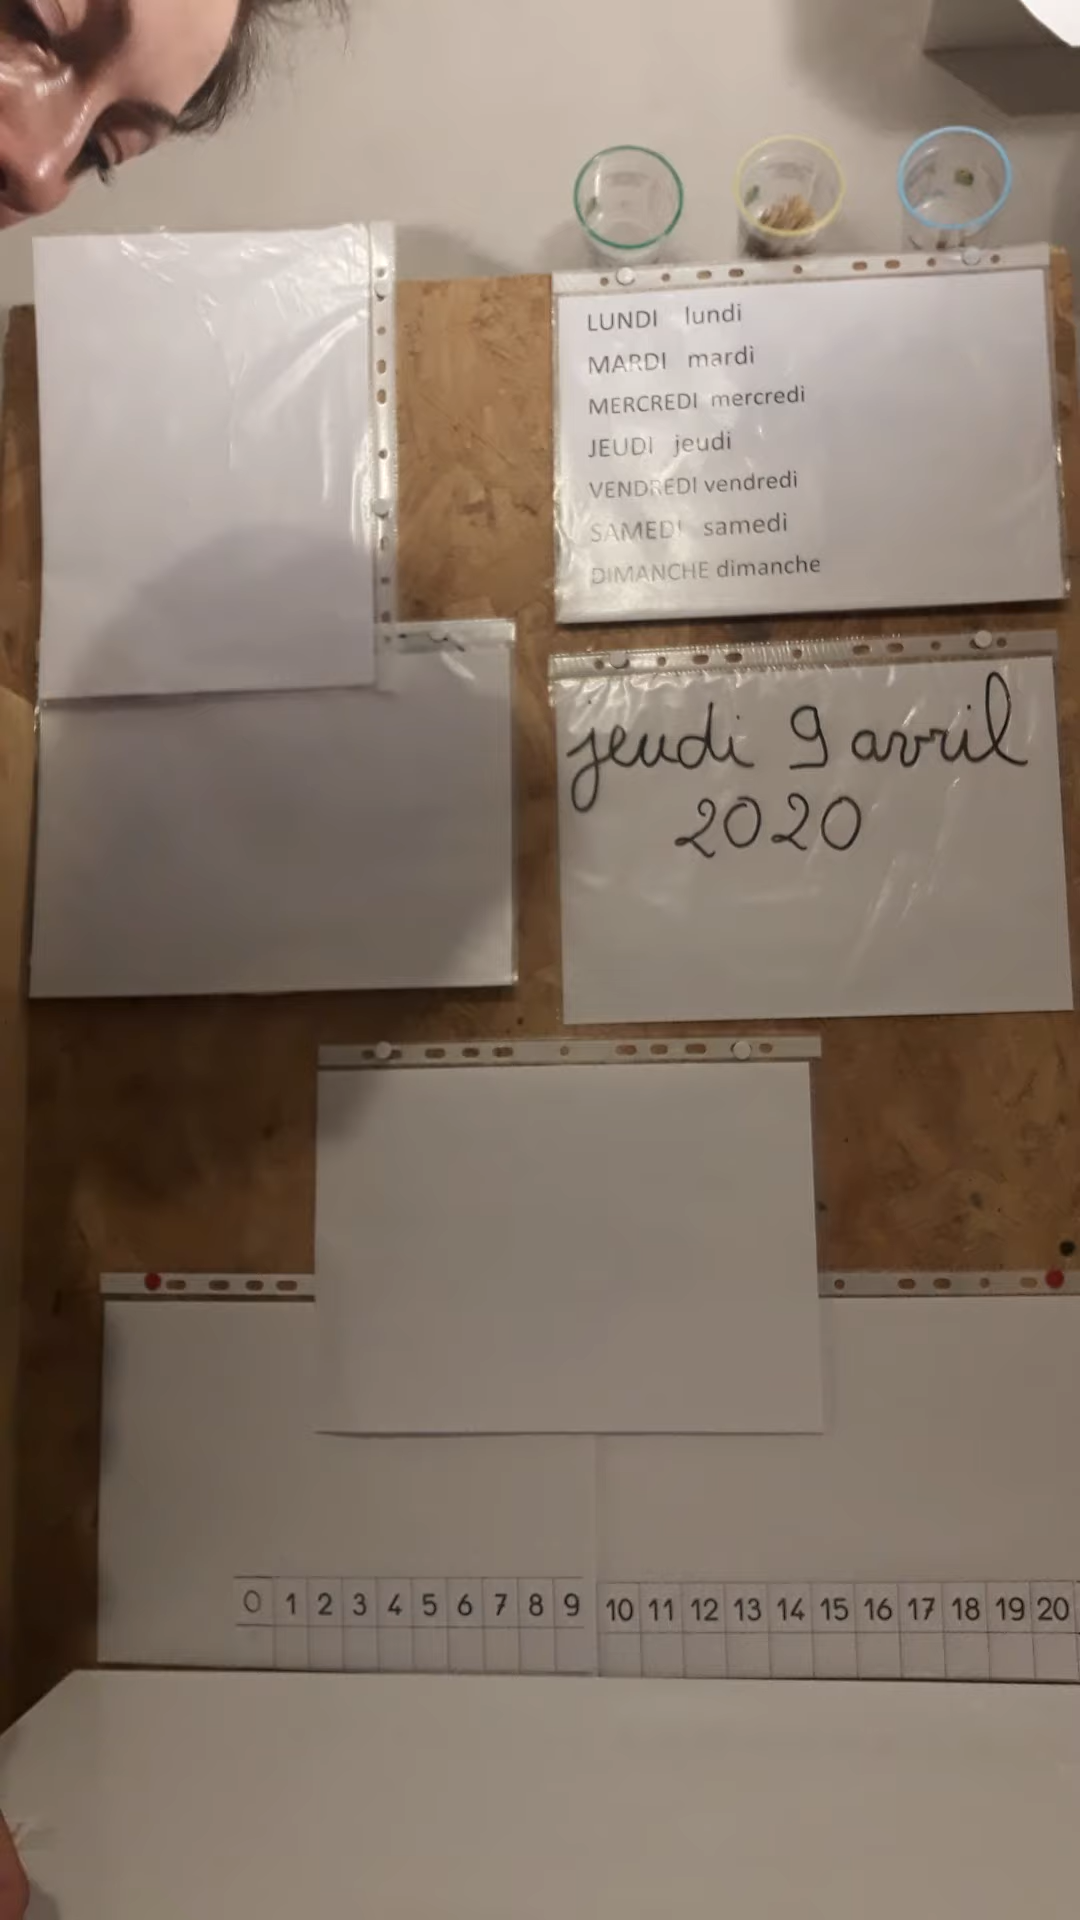 LUNDI lundi
MARDI mardi
MERCREDI mercredi
JEUDI jeudi
VENDREDI vendredi
SAMEDI samedi
DIMANCHE dimanche
jeudi 9 avril
2020
0 1 2 3 4 5 6 7 8 9 10 11 12 13 14 15 16 17 18 19 20